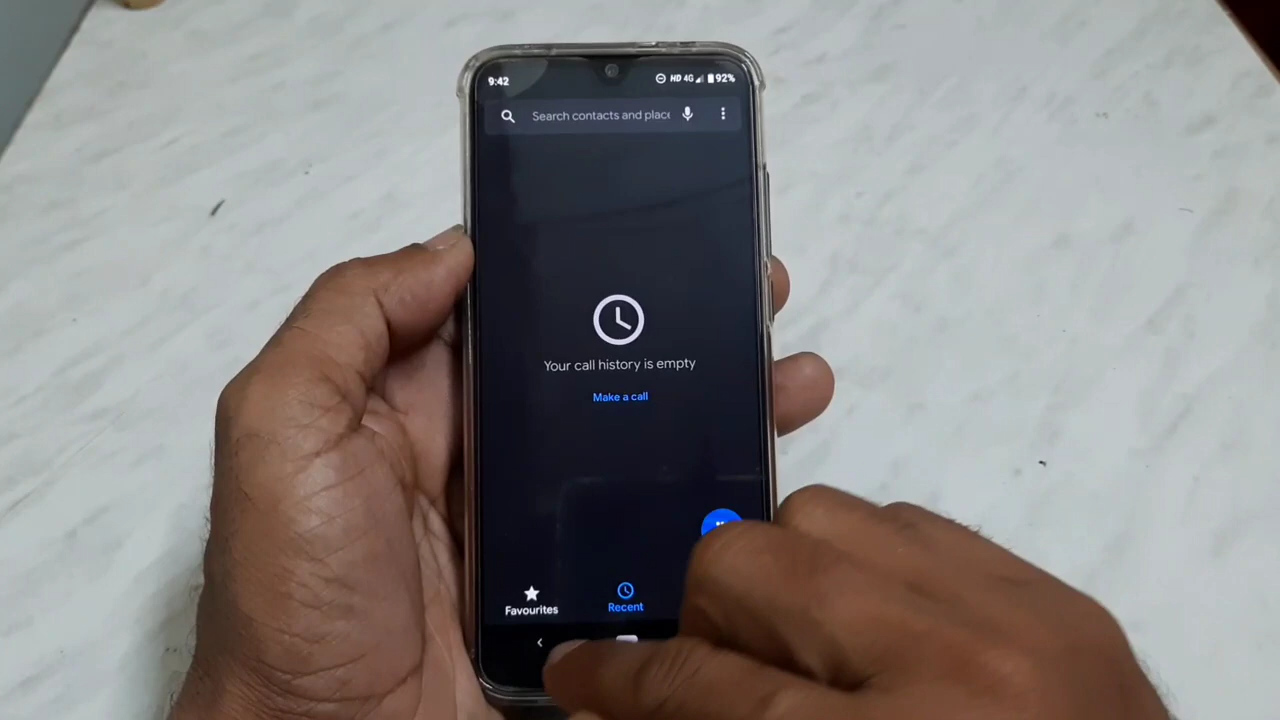 9:42 HD 4G 92%
Search contacts and place
Your call history is empty
Make a call
Favourites Recent